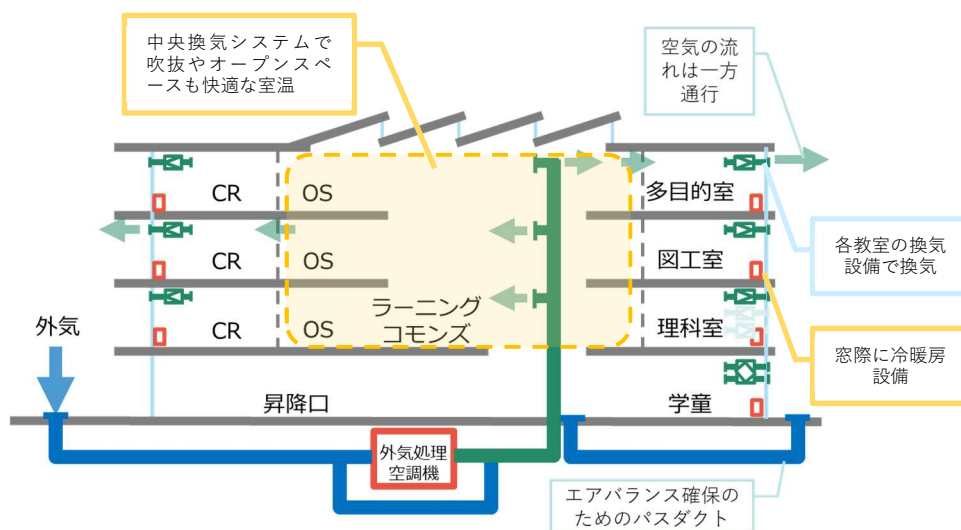 中央換気システムで
吹抜やオープンスペ
ースも快適な室温
空気の流
れは一方
通行
CR
OS
多目的室
CR
OS
図工室
各教室の換気
設備で換気
ラーニング
コモンズ
CR
OS
理科室
外気
窓際に冷暖房
設備
昇降口
学童
外気処理
空調機
エアバランス確保の
ためのパスダクト